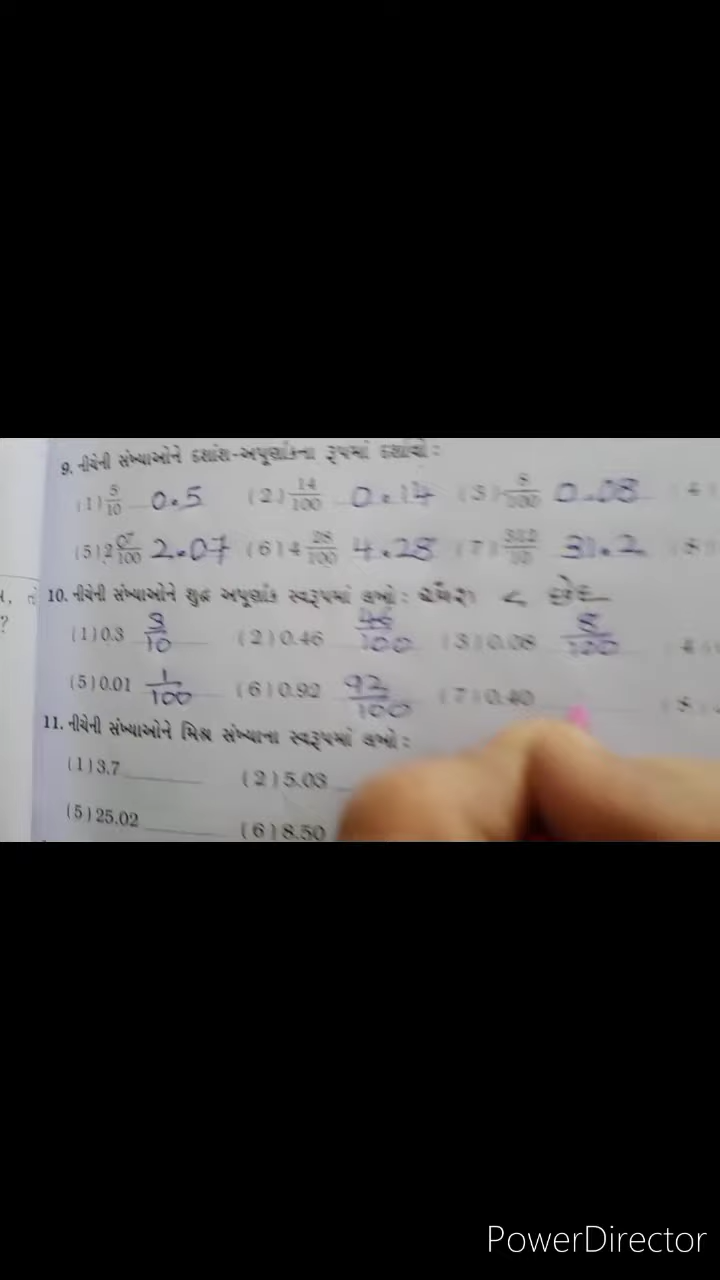 9. નીચેની સંખ્યાઓને દશાંશ-અપૂર્ણાંકના રૂપમાં દર્શાવો :
(1) 5/10 0.5 (2) 14/100 0.14 (3) 8/100 0.08 (4)
(5) 2 07/100 2.07 (6) 4 28/100 4.28 (7) 312/10 31.2 (8)
10. નીચેની સંખ્યાઓને શુદ્ધ અપૂર્ણાંક સ્વરૂપમાં લખો : અંશ < છેદ
(1) 0.3 3/10 (2) 0.46 46/100 (3) 0.08 8/100
(5) 0.01 1/100 (6) 0.92 92/100 (7) 0.40
11. નીચેની સંખ્યાઓને મિશ્ર સંખ્યાના સ્વરૂપમાં લખો :
(1) 3.7 (2) 5.03
(5) 25.02 (6) 8.50
PowerDirector